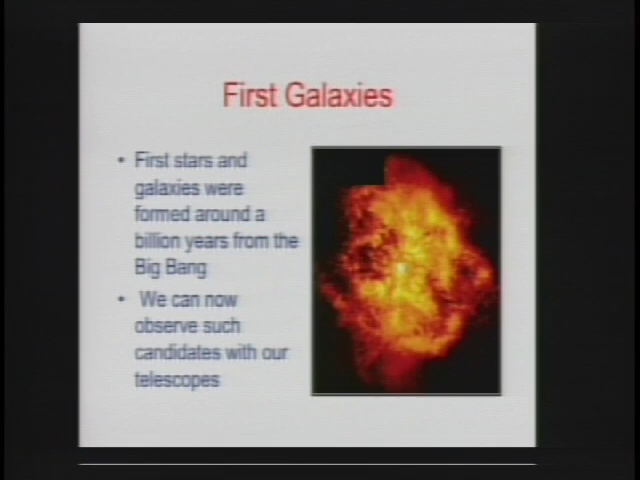 First Galaxies
• First stars and
galaxies were
formed around a
billion years from the
Big Bang
• We can now
observe such
candidates with our
telescopes